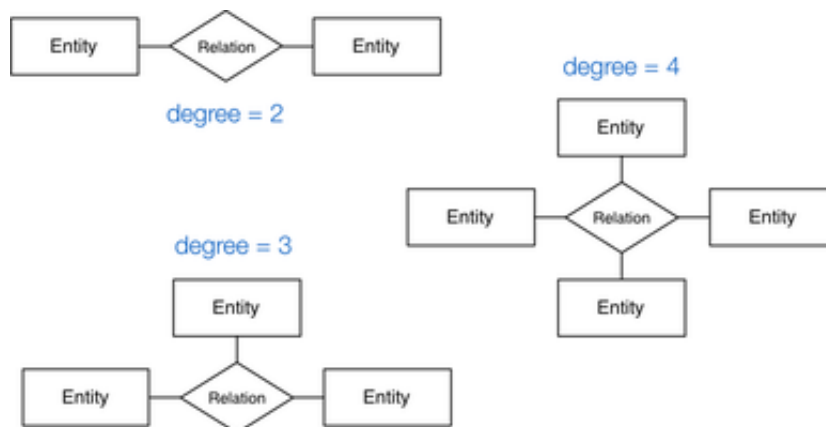 Entity
Relation
Entity
degree = 2
degree = 4
Entity
Entity
Relation
Entity
Entity
degree = 3
Entity
Entity
Relation
Entity